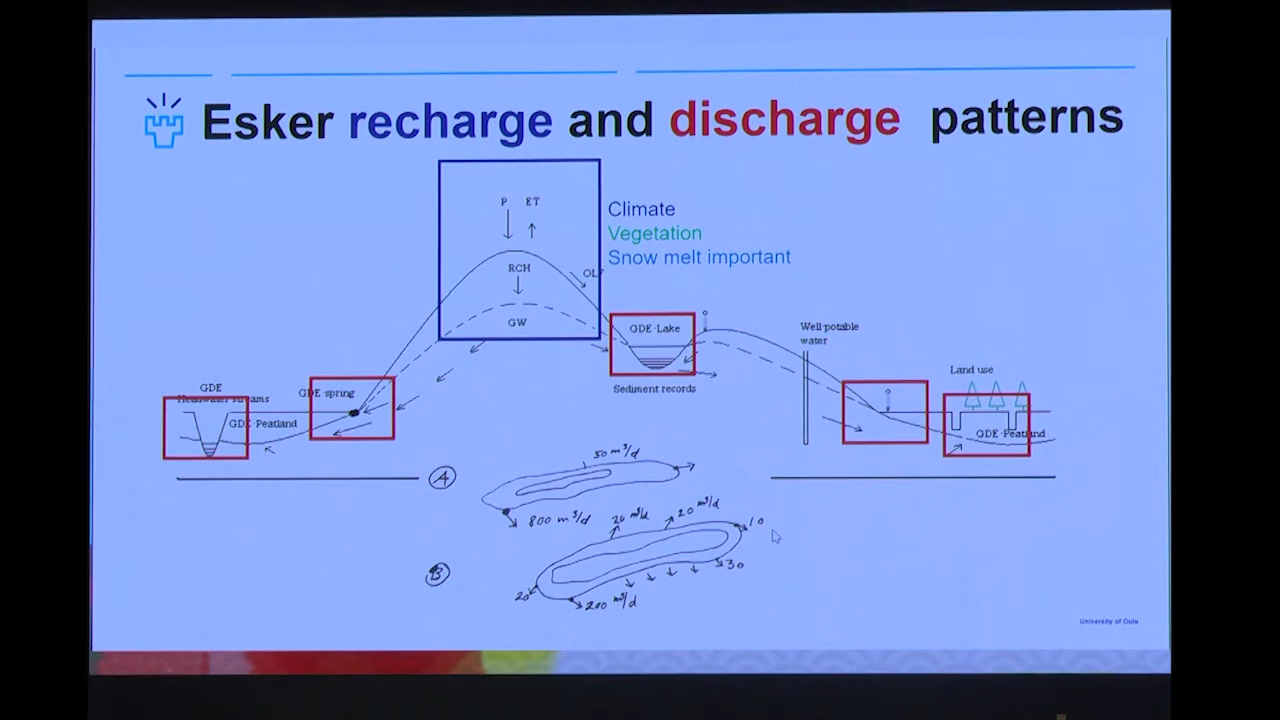 Esker recharge and discharge patterns
P ET
Climate
Vegetation
Snow melt important
RCH
OLF
GW
GDE-Lake
Sediment records
Well-potable
water
Land use
GDE
Headwater streams
GDE-spring
GDE-Peatland
GDE-Peatland
A
50 m³/d
800 m³/d
B
20 m³/d
20 m³/d
10
30
20
200 m³/d
University of Oulu